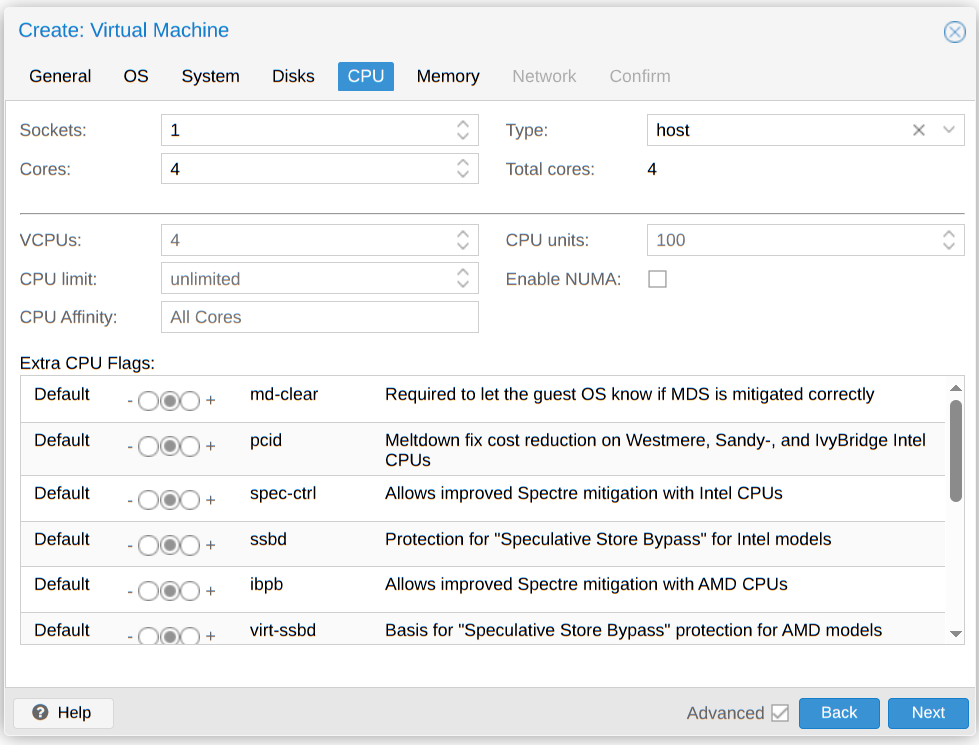 Create: Virtual Machine
General OS System Disks CPU Memory Network Confirm
Sockets: 1 Type: host
Cores: 4 Total cores: 4
VCPUs: 4 CPU units: 100
CPU limit: unlimited Enable NUMA:
CPU Affinity: All Cores
Extra CPU Flags:
Default - + md-clear Required to let the guest OS know if MDS is mitigated correctly
Default - + pcid Meltdown fix cost reduction on Westmere, Sandy-, and IvyBridge Intel
CPUs
Default - + spec-ctrl Allows improved Spectre mitigation with Intel CPUs
Default - + ssbd Protection for "Speculative Store Bypass" for Intel models
Default - + ibpb Allows improved Spectre mitigation with AMD CPUs
Default - + virt-ssbd Basis for "Speculative Store Bypass" protection for AMD models
? Help Advanced Back Next